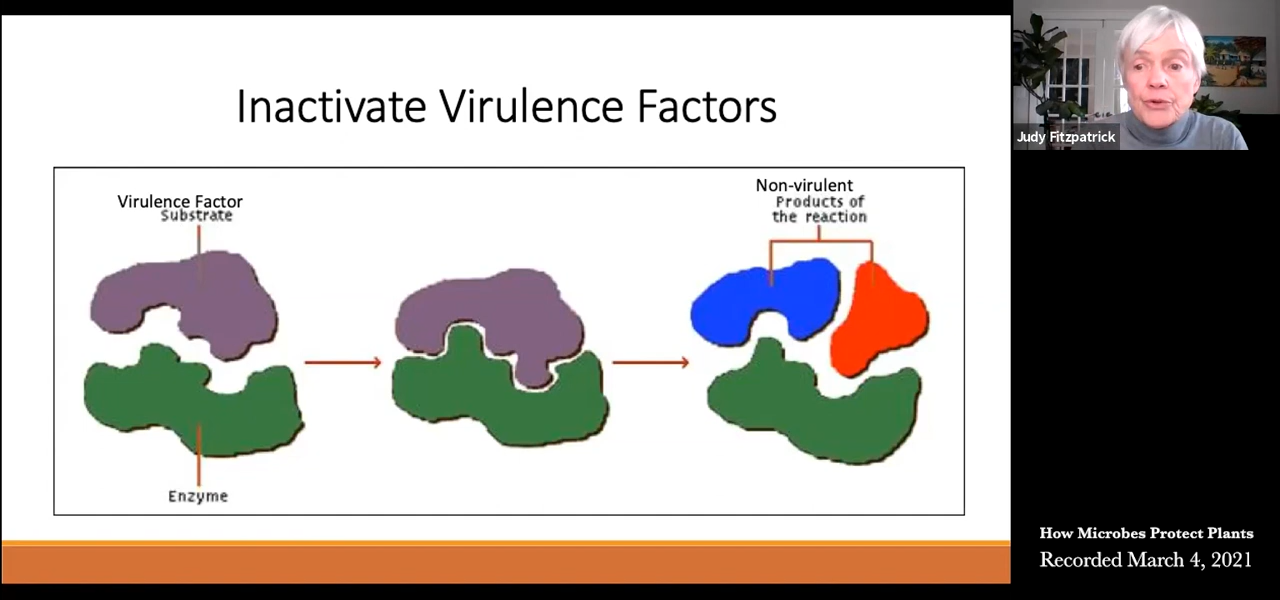 Inactivate Virulence Factors
Virulence Factor
Substrate
Non-virulent
Products of
the reaction
Enzyme
Judy Fitzpatrick
How Microbes Protect Plants
Recorded March 4, 2021